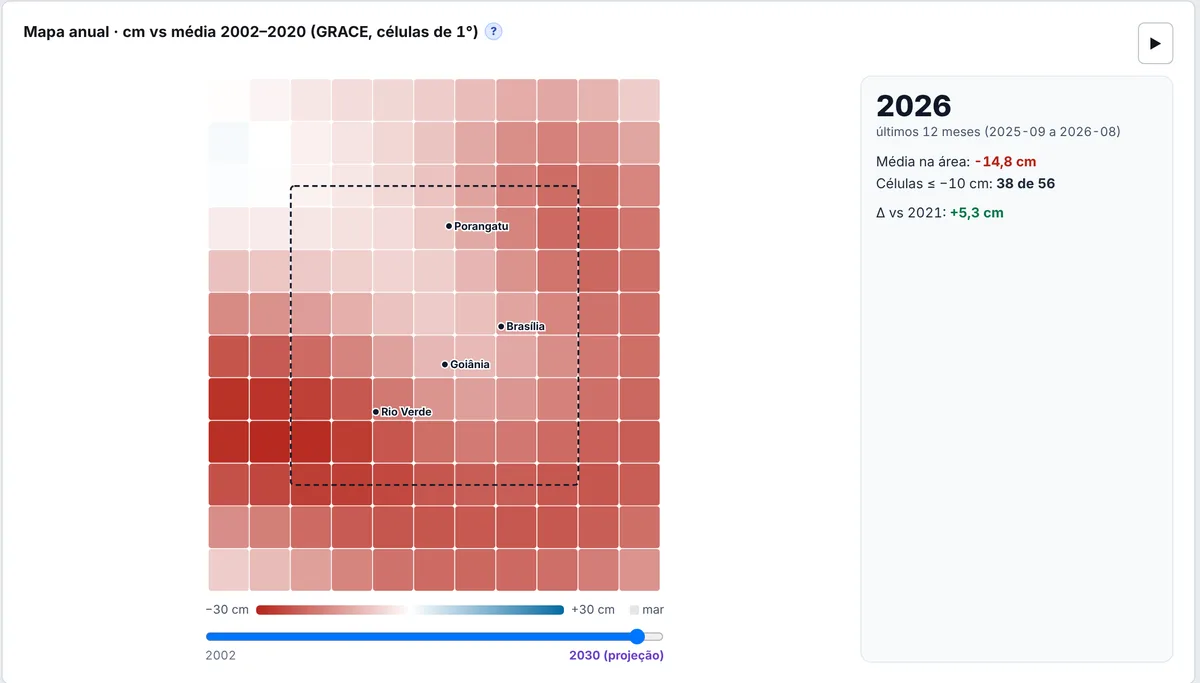 Mapa anual · cm vs média 2002–2020 (GRACE, células de 1°) ?
2026
últimos 12 meses (2025-09 a 2026-08)
Média na área: -14,8 cm
Células ≤ −10 cm: 38 de 56
Δ vs 2021: +5,3 cm
Porangatu
Brasília
Goiânia
Rio Verde
−30 cm +30 cm mar
2002 2030 (projeção)